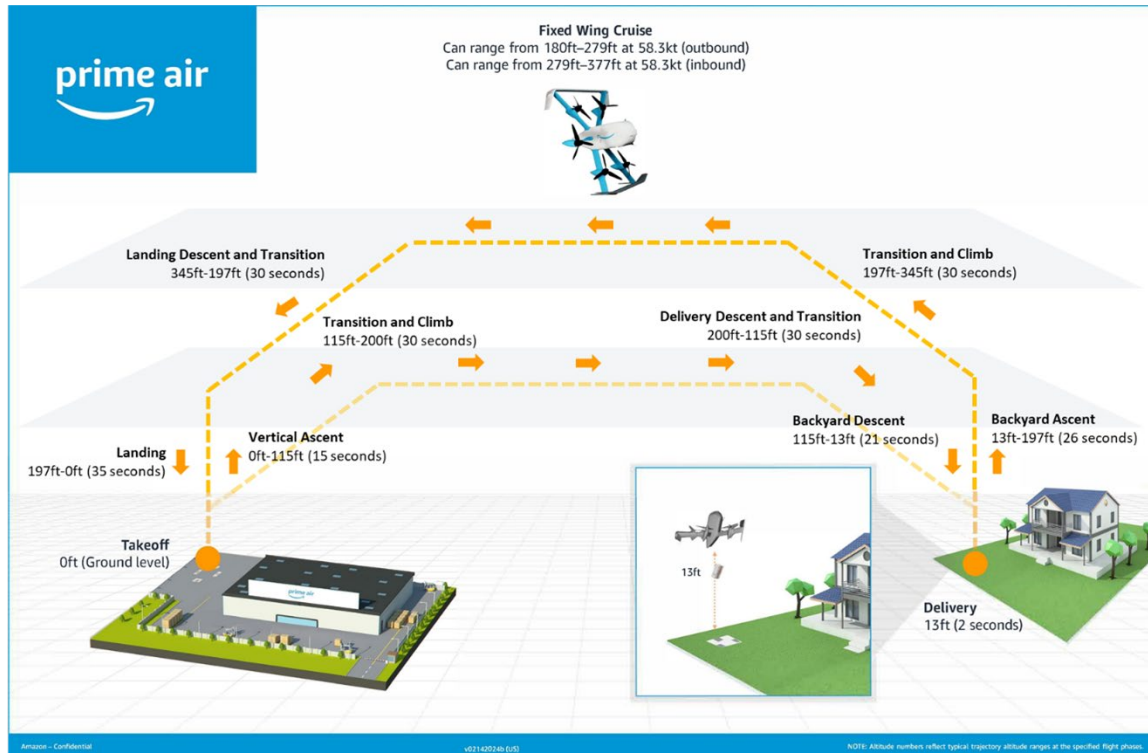 prime air
Fixed Wing Cruise
Can range from 180ft–279ft at 58.3kt (outbound)
Can range from 279ft–377ft at 58.3kt (inbound)
Landing Descent and Transition
345ft-197ft (30 seconds)
Transition and Climb
197ft-345ft (30 seconds)
Transition and Climb
115ft-200ft (30 seconds)
Delivery Descent and Transition
200ft-115ft (30 seconds)
Landing
197ft-0ft (35 seconds)
Vertical Ascent
0ft-115ft (15 seconds)
Backyard Descent
115ft-13ft (21 seconds)
Backyard Ascent
13ft-197ft (26 seconds)
Takeoff
0ft (Ground level)
13ft
Delivery
13ft (2 seconds)
Amazon – Confidential
v02142024b (US)
NOTE: Altitude numbers reflect typical trajectory altitude ranges at the specified flight phases.